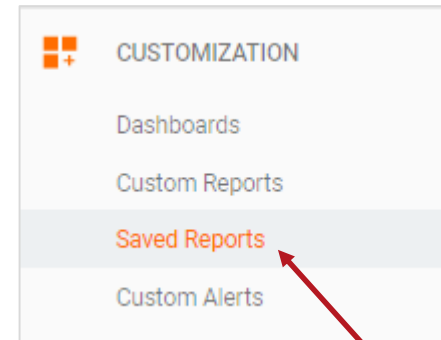 CUSTOMIZATION
Dashboards
Custom Reports
Saved Reports
Custom Alerts